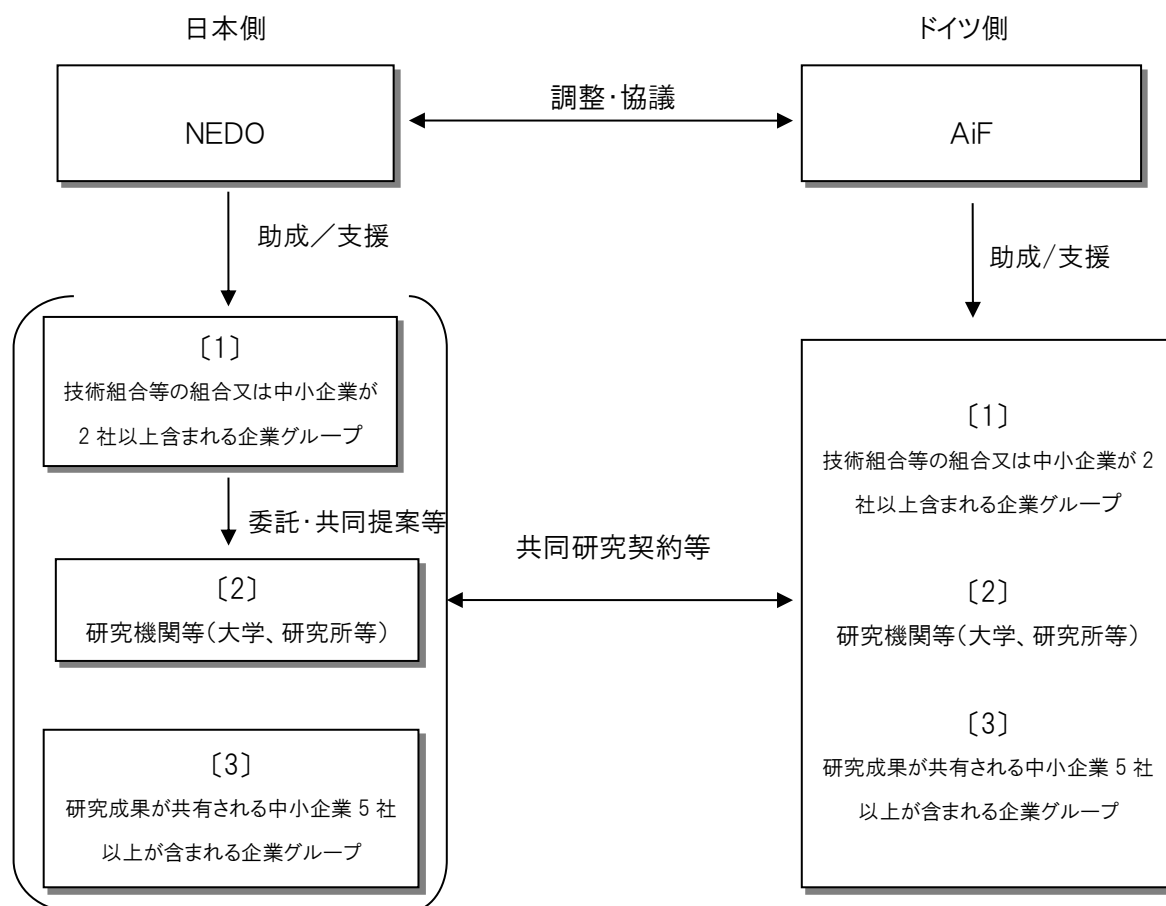 日本側
ドイツ側
NEDO
調整・協議
AiF
助成／支援
助成/支援
〔1〕
技術組合等の組合又は中小企業が
2 社以上含まれる企業グループ
委託・共同提案等
〔2〕
研究機関等（大学、研究所等）
〔3〕
研究成果が共有される中小企業 5 社
以上が含まれる企業グループ
共同研究契約等
〔1〕
技術組合等の組合又は中小企業が 2
社以上含まれる企業グループ
〔2〕
研究機関等（大学、研究所等）
〔3〕
研究成果が共有される中小企業 5 社
以上が含まれる企業グループ